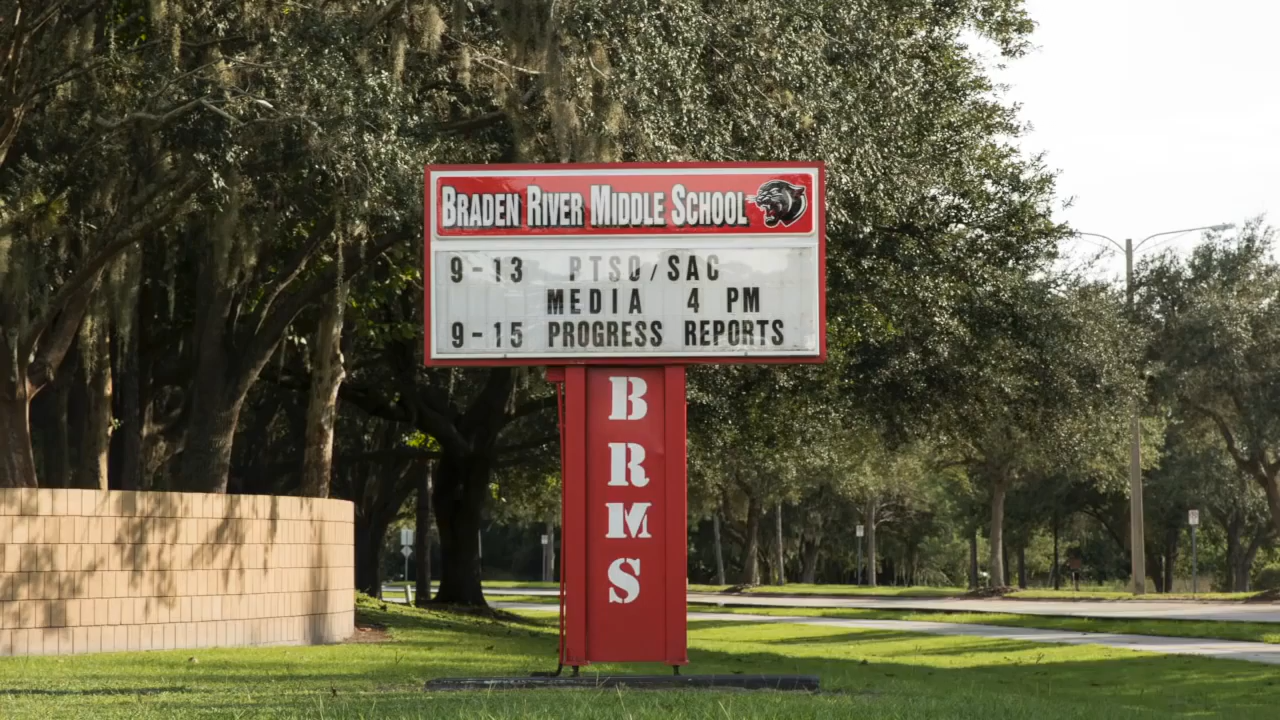 BRADEN RIVER MIDDLE SCHOOL
9-13 PTSO/SAC
MEDIA 4 PM
9-15 PROGRESS REPORTS
B
R
M
S